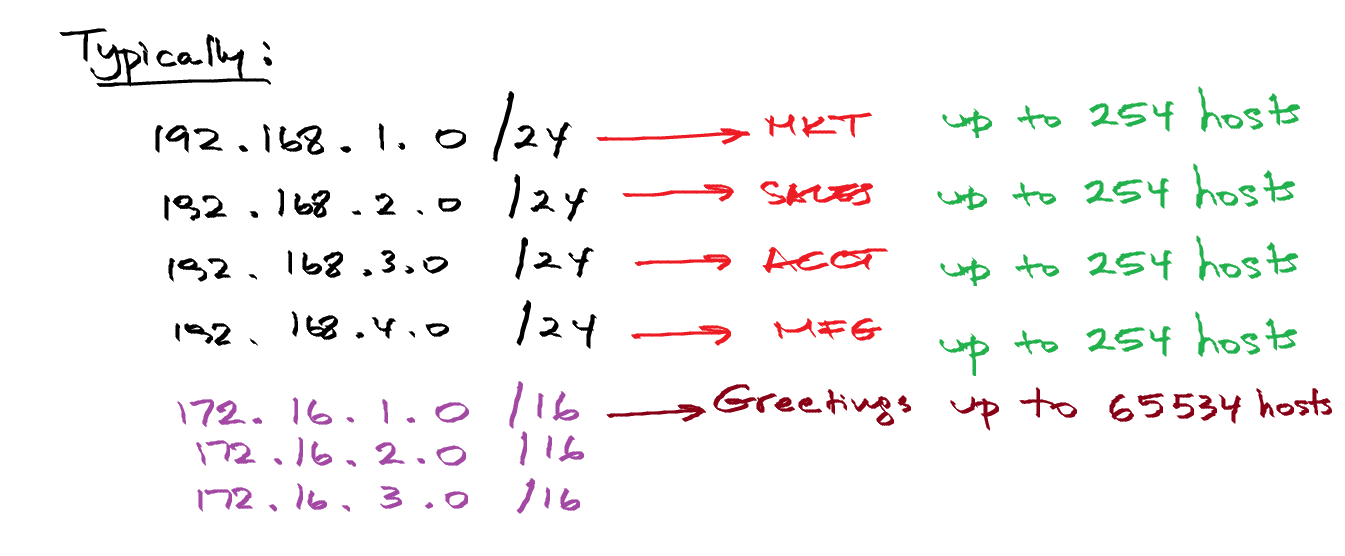 Typically:
192.168.1.0 /24 → MKT up to 254 hosts
192.168.2.0 /24 → SALES up to 254 hosts
192.168.3.0 /24 → ACCT up to 254 hosts
192.168.4.0 /24 → MFG up to 254 hosts
172.16.1.0 /16 → Greetings up to 65534 hosts
172.16.2.0 /16
172.16.3.0 /16